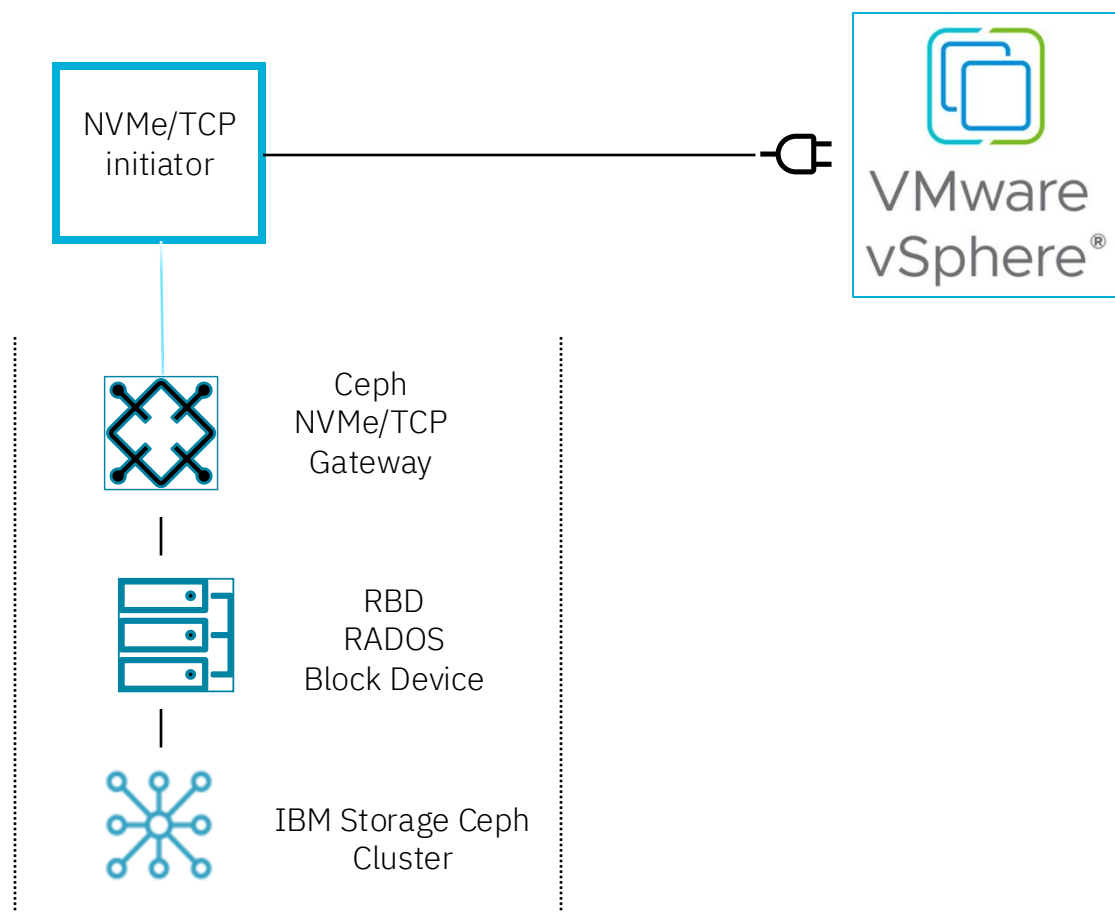 NVMe/TCP
initiator
VMware
vSphere®
Ceph
NVMe/TCP
Gateway
RBD
RADOS
Block Device
IBM Storage Ceph
Cluster